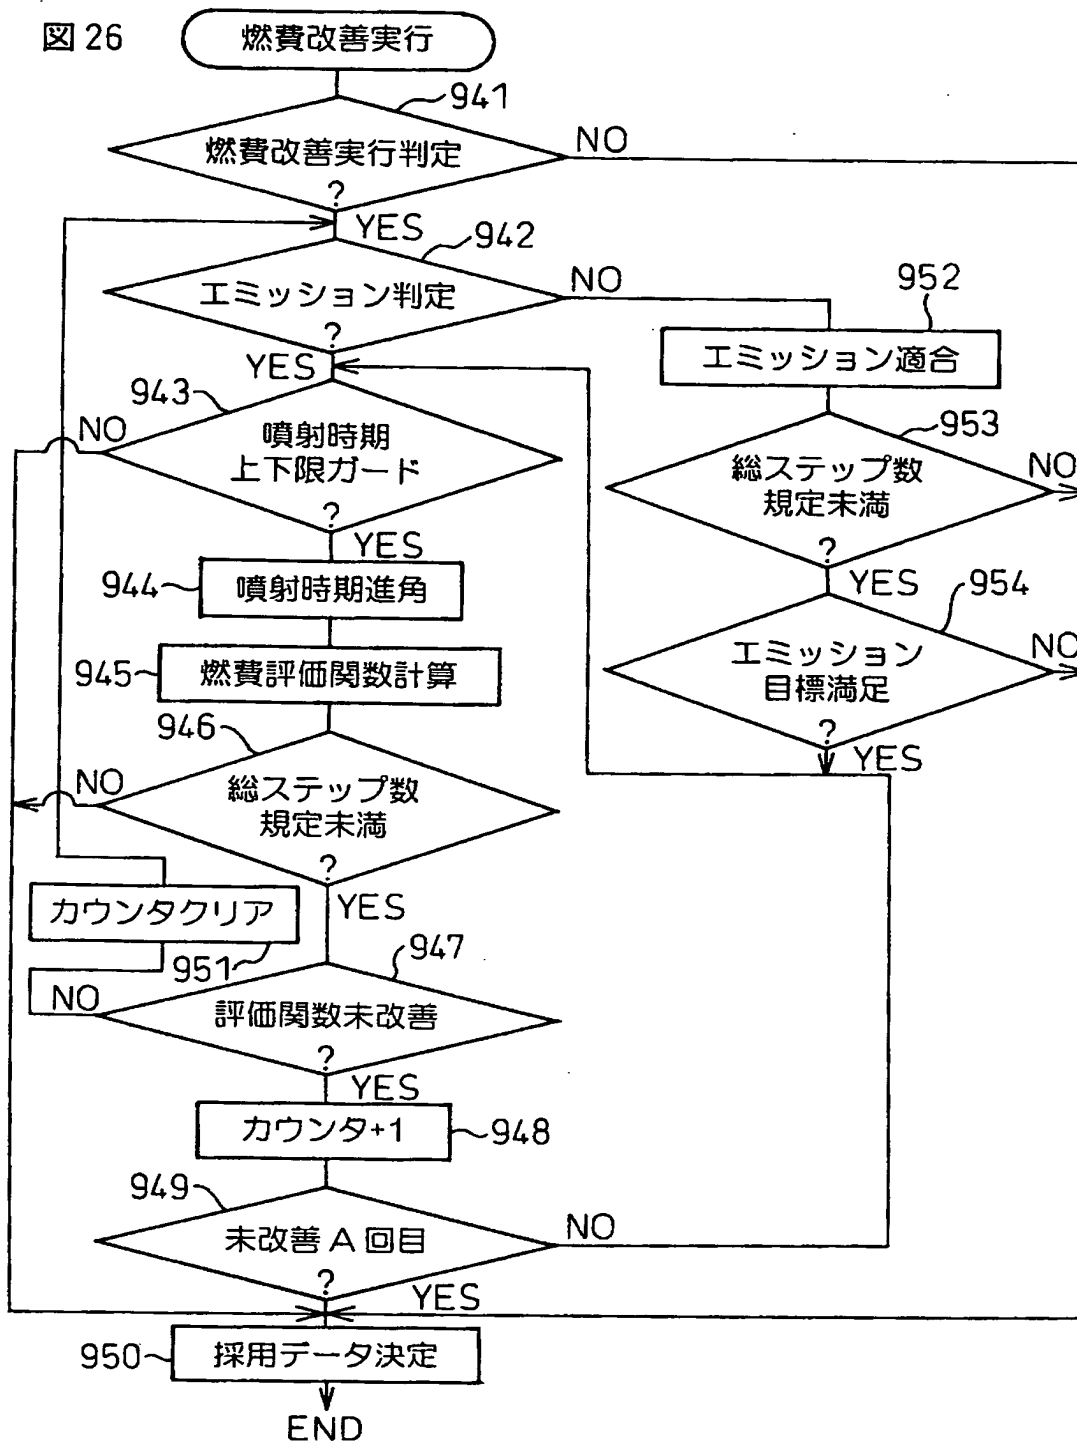 図26
燃費改善実行
941
燃費改善実行判定
?
NO
YES
942
エミッション判定
?
NO
YES
952
エミッション適合
943
NO
噴射時期
上下限ガード
?
YES
953
総ステップ数
規定未満
?
NO
YES
944
噴射時期進角
954
エミッション
目標満足
?
NO
YES
945
燃費評価関数計算
946
NO
総ステップ数
規定未満
?
YES
カウンタクリア
951
947
NO
評価関数未改善
?
YES
カウンタ+1
948
949
未改善A回目
?
NO
YES
950
採用データ決定
END